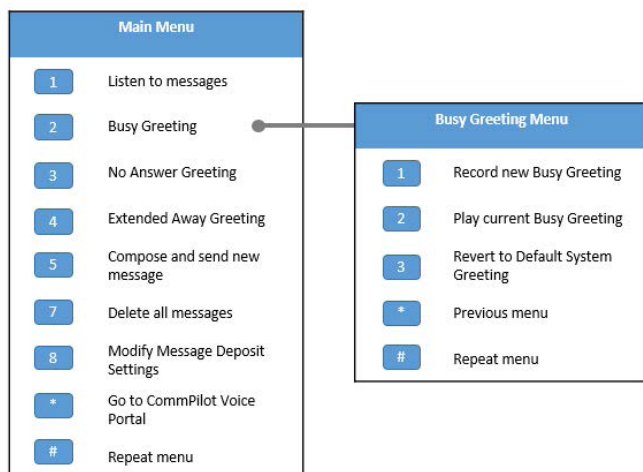 Main Menu
1 Listen to messages
2 Busy Greeting
3 No Answer Greeting
4 Extended Away Greeting
5 Compose and send new
message
7 Delete all messages
8 Modify Message Deposit
Settings
* Go to CommPilot Voice
Portal
# Repeat menu
Busy Greeting Menu
1 Record new Busy Greeting
2 Play current Busy Greeting
3 Revert to Default System
Greeting
* Previous menu
# Repeat menu